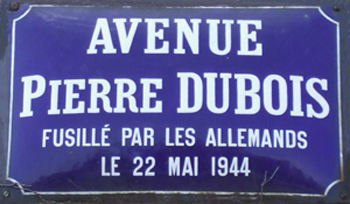 AVENUE
PIERRE DUBOIS
FUSILLÉ PAR LES ALLEMANDS
LE 22 MAI 1944